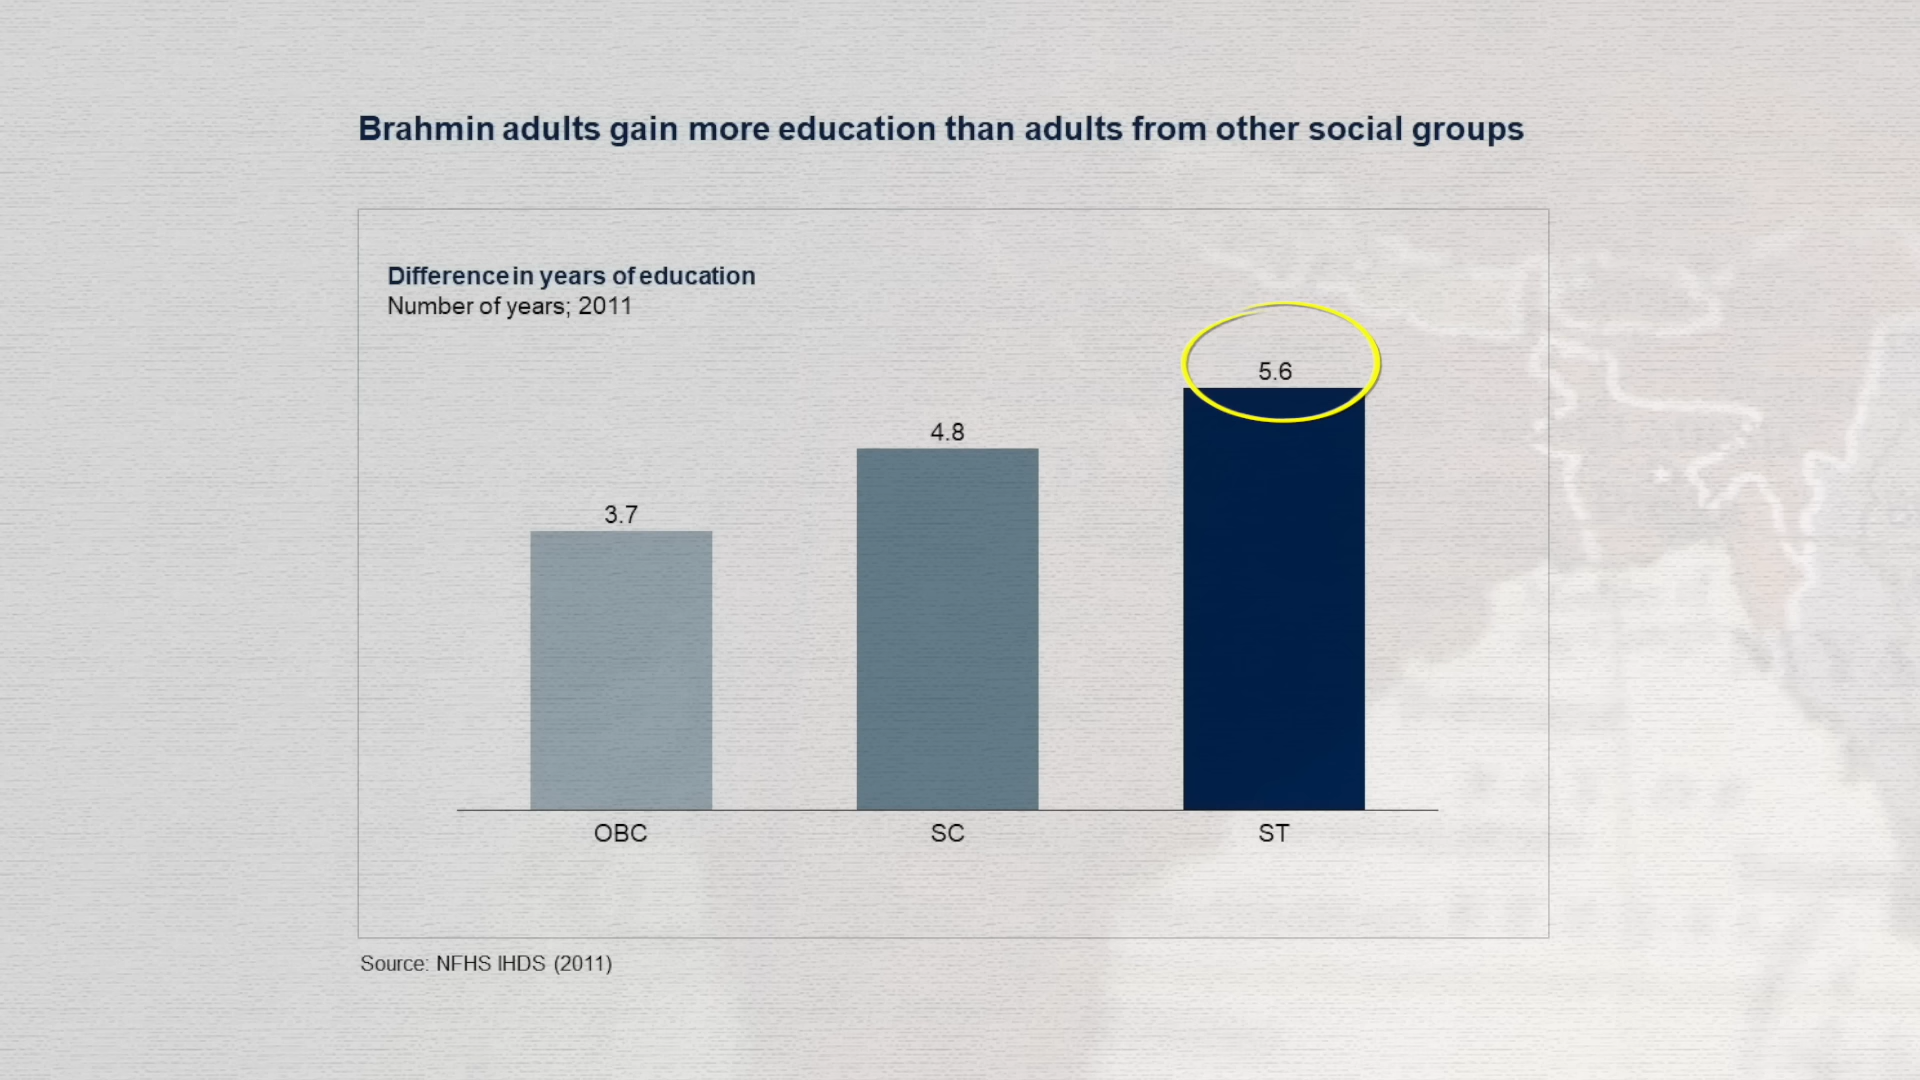 Brahmin adults gain more education than adults from other social groups
Difference in years of education
Number of years; 2011
5.6
4.8
3.7
OBC
SC
ST
Source: NFHS IHDS (2011)